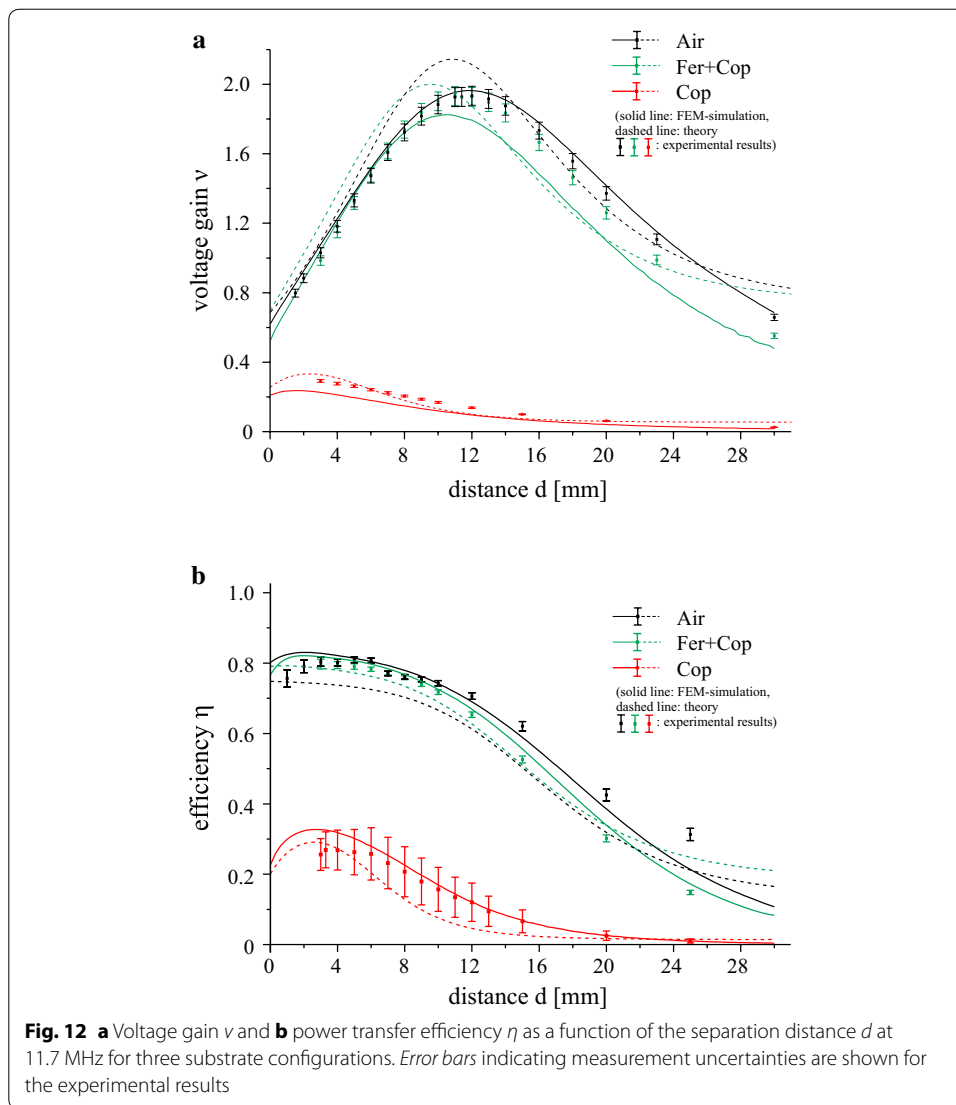 a
Air
Fer+Cop
Cop
(solid line: FEM-simulation,
dashed line: theory
: experimental results)
voltage gain ν
2.0
1.6
1.2
0.8
0.4
0
0 4 8 12 16 20 24 28
distance d [mm]
b
Air
Fer+Cop
Cop
(solid line: FEM-simulation,
dashed line: theory
: experimental results)
efficiency η
1.0
0.8
0.6
0.4
0.2
0
0 4 8 12 16 20 24 28
distance d [mm]
Fig. 12 a Voltage gain ν and b power transfer efficiency η as a function of the separation distance d at
11.7 MHz for three substrate configurations. Error bars indicating measurement uncertainties are shown for
the experimental results